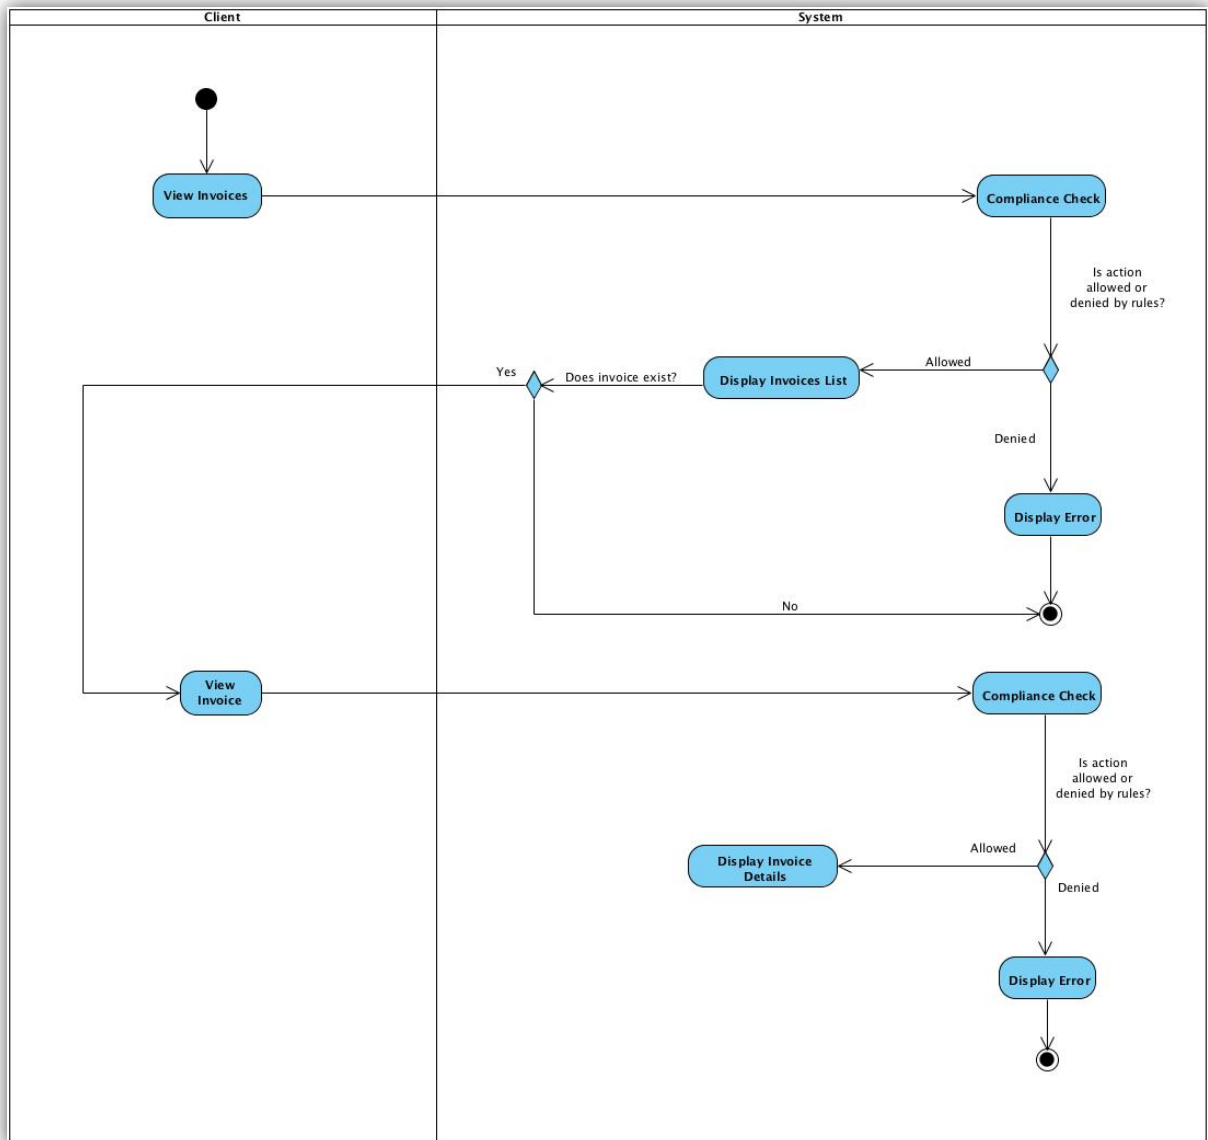 Client
System
View Invoices
Compliance Check
Is action
allowed or
denied by rules?
Allowed
Display Invoices List
Does invoice exist?
Yes
Denied
Display Error
No
View
Invoice
Compliance Check
Is action
allowed or
denied by rules?
Allowed
Display Invoice
Details
Denied
Display Error